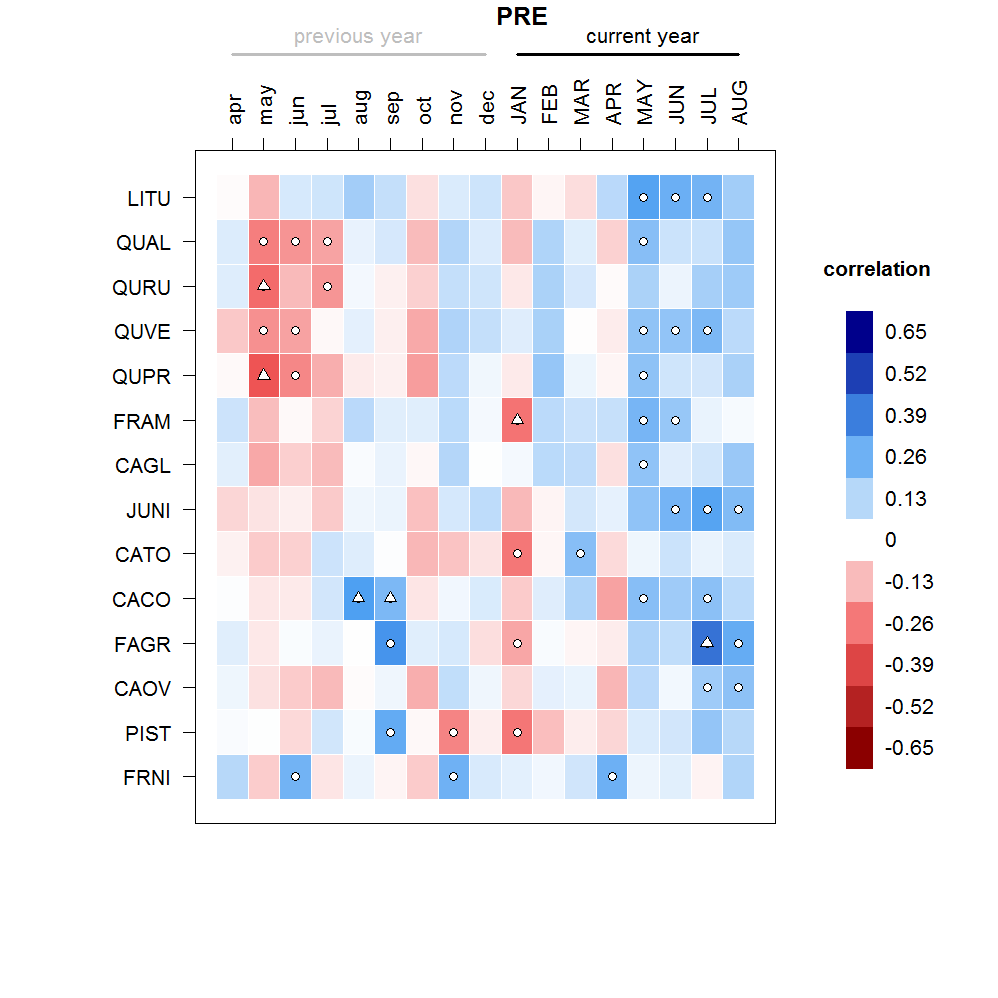 PRE
previous year
current year
apr
may
jun
jul
aug
sep
oct
nov
dec
JAN
FEB
MAR
APR
MAY
JUN
JUL
AUG
LITU
QUAL
QURU
QUVE
QUPR
FRAM
CAGL
JUNI
CATO
CACO
FAGR
CAOV
PIST
FRNI
correlation
0.65
0.52
0.39
0.26
0.13
0
-0.13
-0.26
-0.39
-0.52
-0.65